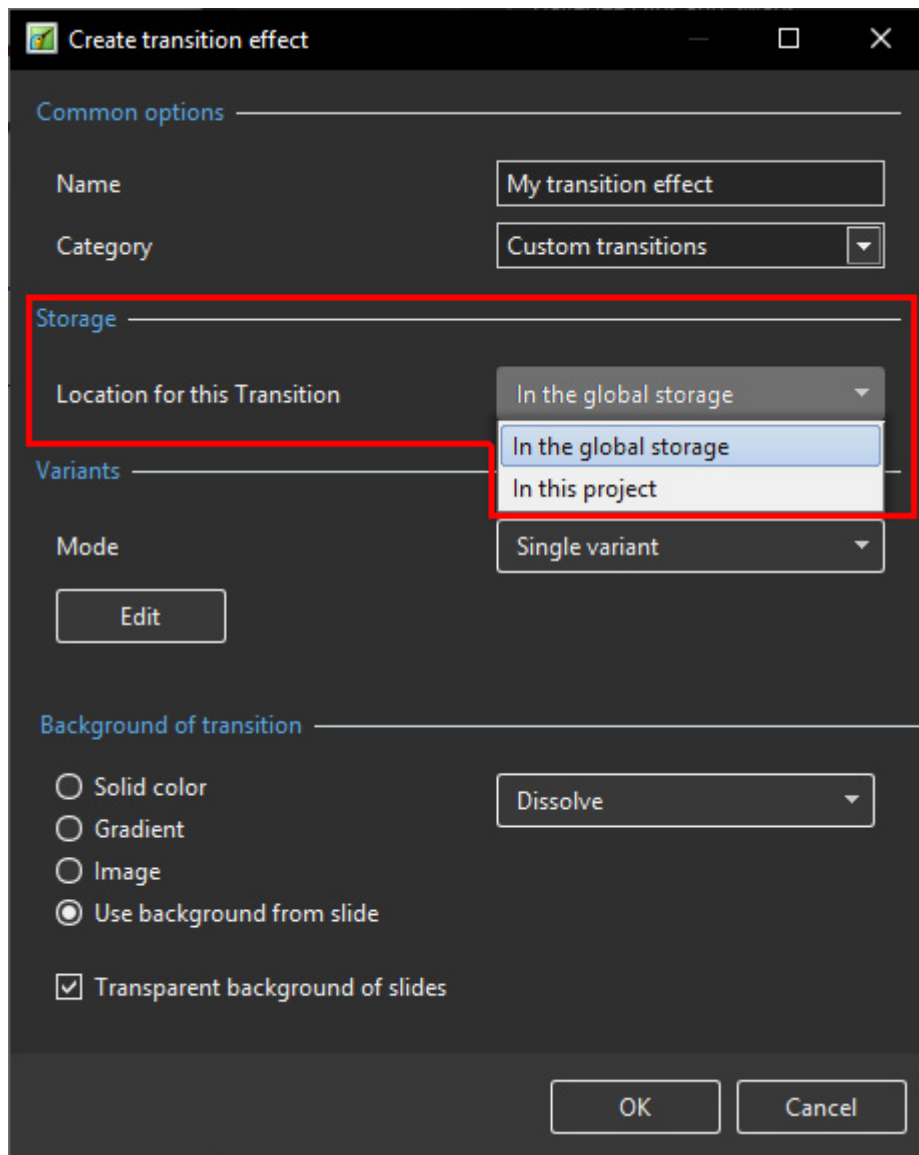 Create transition effect
Common options
Name
My transition effect
Category
Custom transitions
Storage
Location for this Transition
In the global storage
In the global storage
In this project
Variants
Mode
Single variant
Edit
Background of transition
Solid color
Dissolve
Gradient
Image
Use background from slide
Transparent background of slides
OK
Cancel